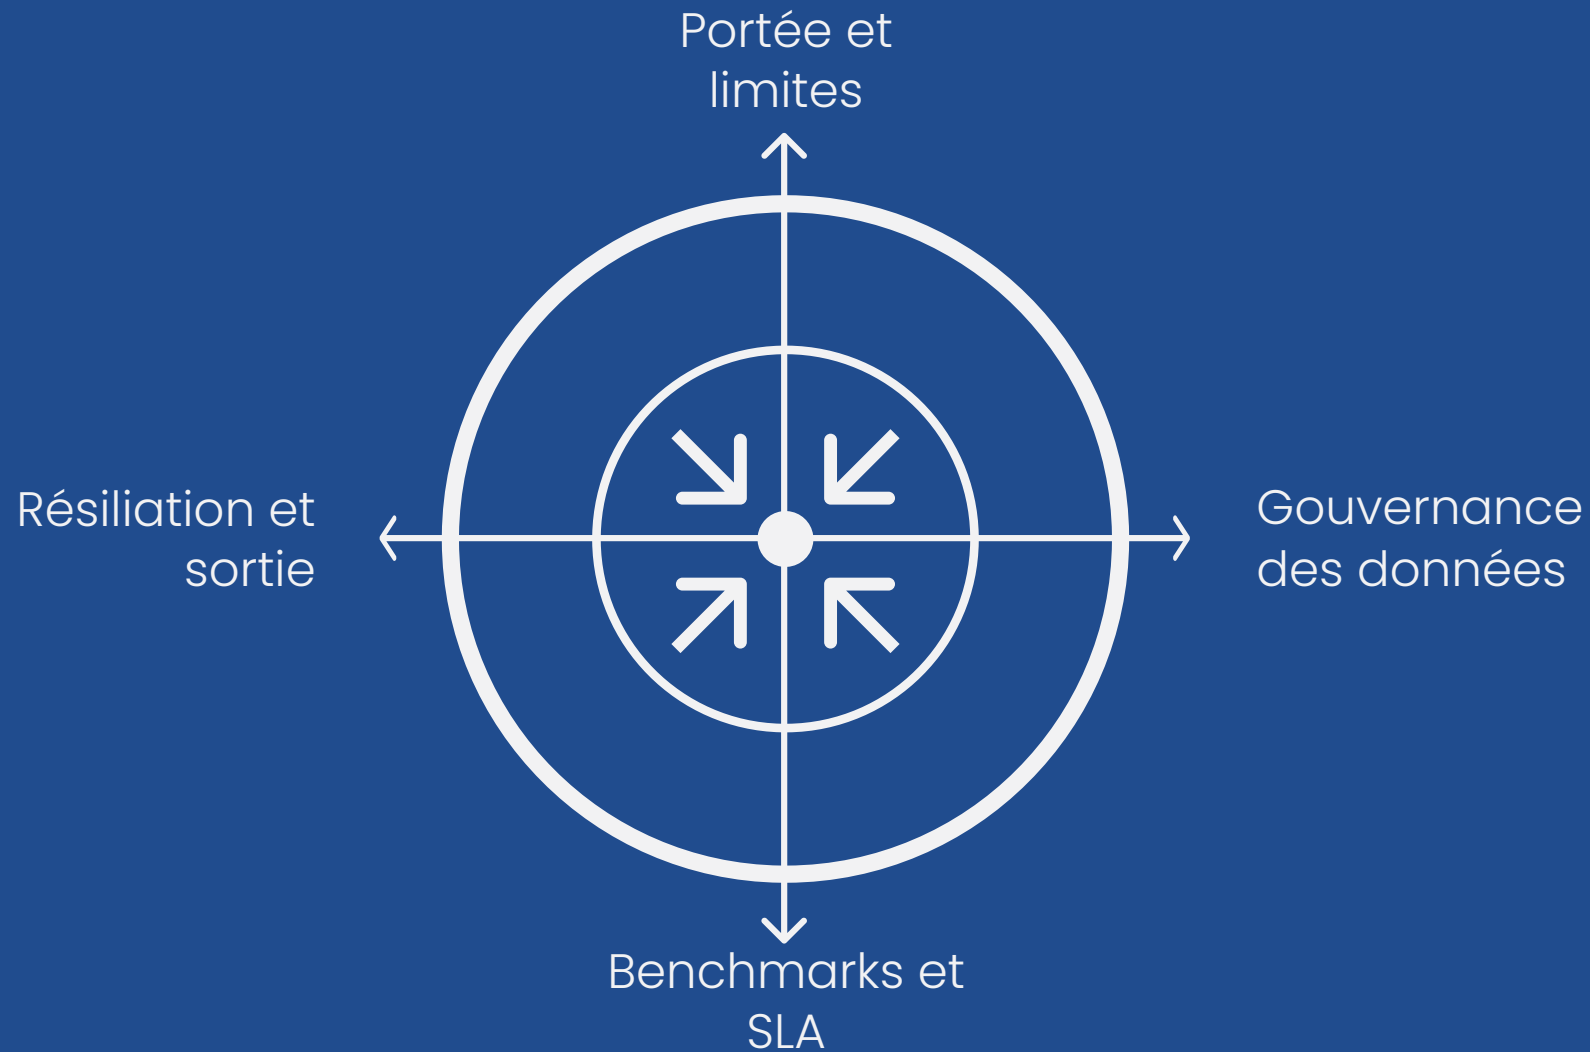 Portée et
limites
Résiliation et
sortie
Gouvernance
des données
Benchmarks et
SLA